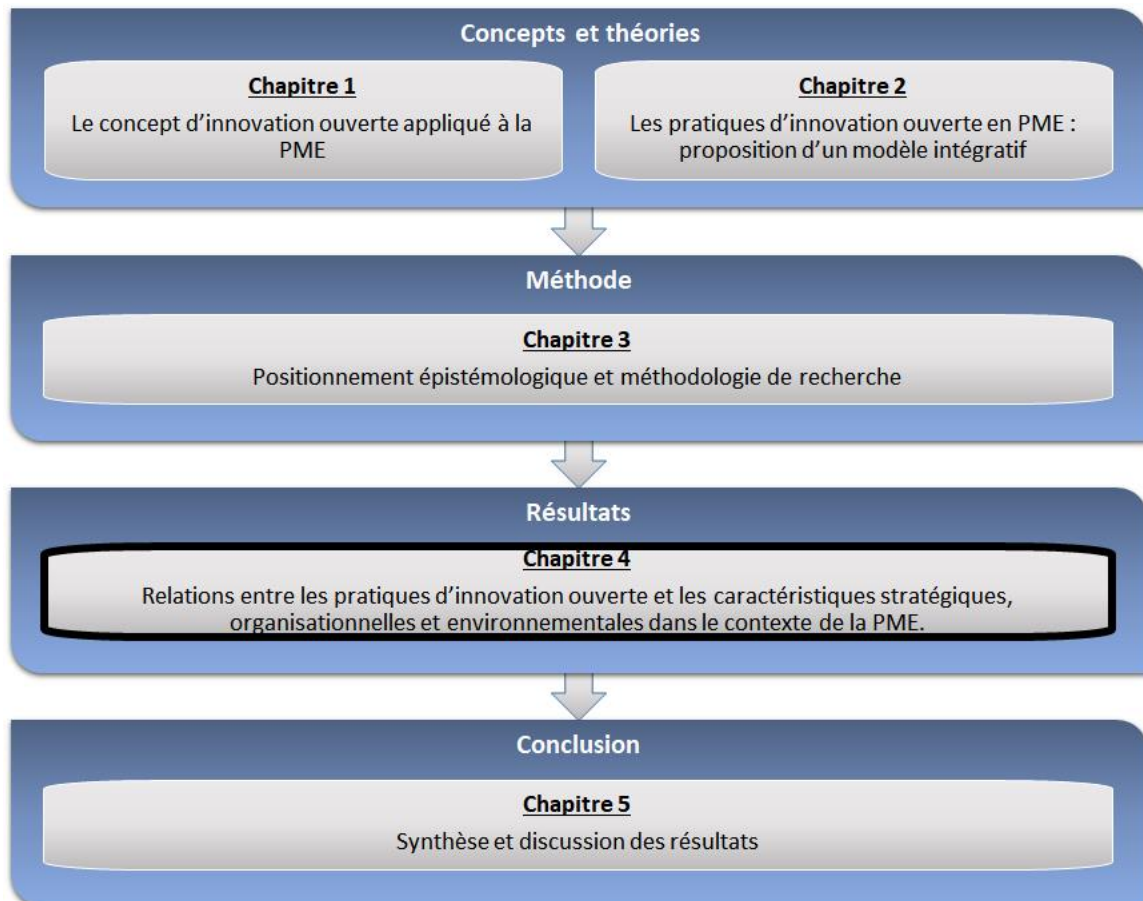 Concepts et théories
Chapitre 1
Le concept d'innovation ouverte appliqué à la
PME
Chapitre 2
Les pratiques d'innovation ouverte en PME :
proposition d'un modèle intégratif
Méthode
Chapitre 3
Positionnement épistémologique et méthodologie de recherche
Résultats
Chapitre 4
Relations entre les pratiques d'innovation ouverte et les caractéristiques stratégiques,
organisationnelles et environnementales dans le contexte de la PME.
Conclusion
Chapitre 5
Synthèse et discussion des résultats